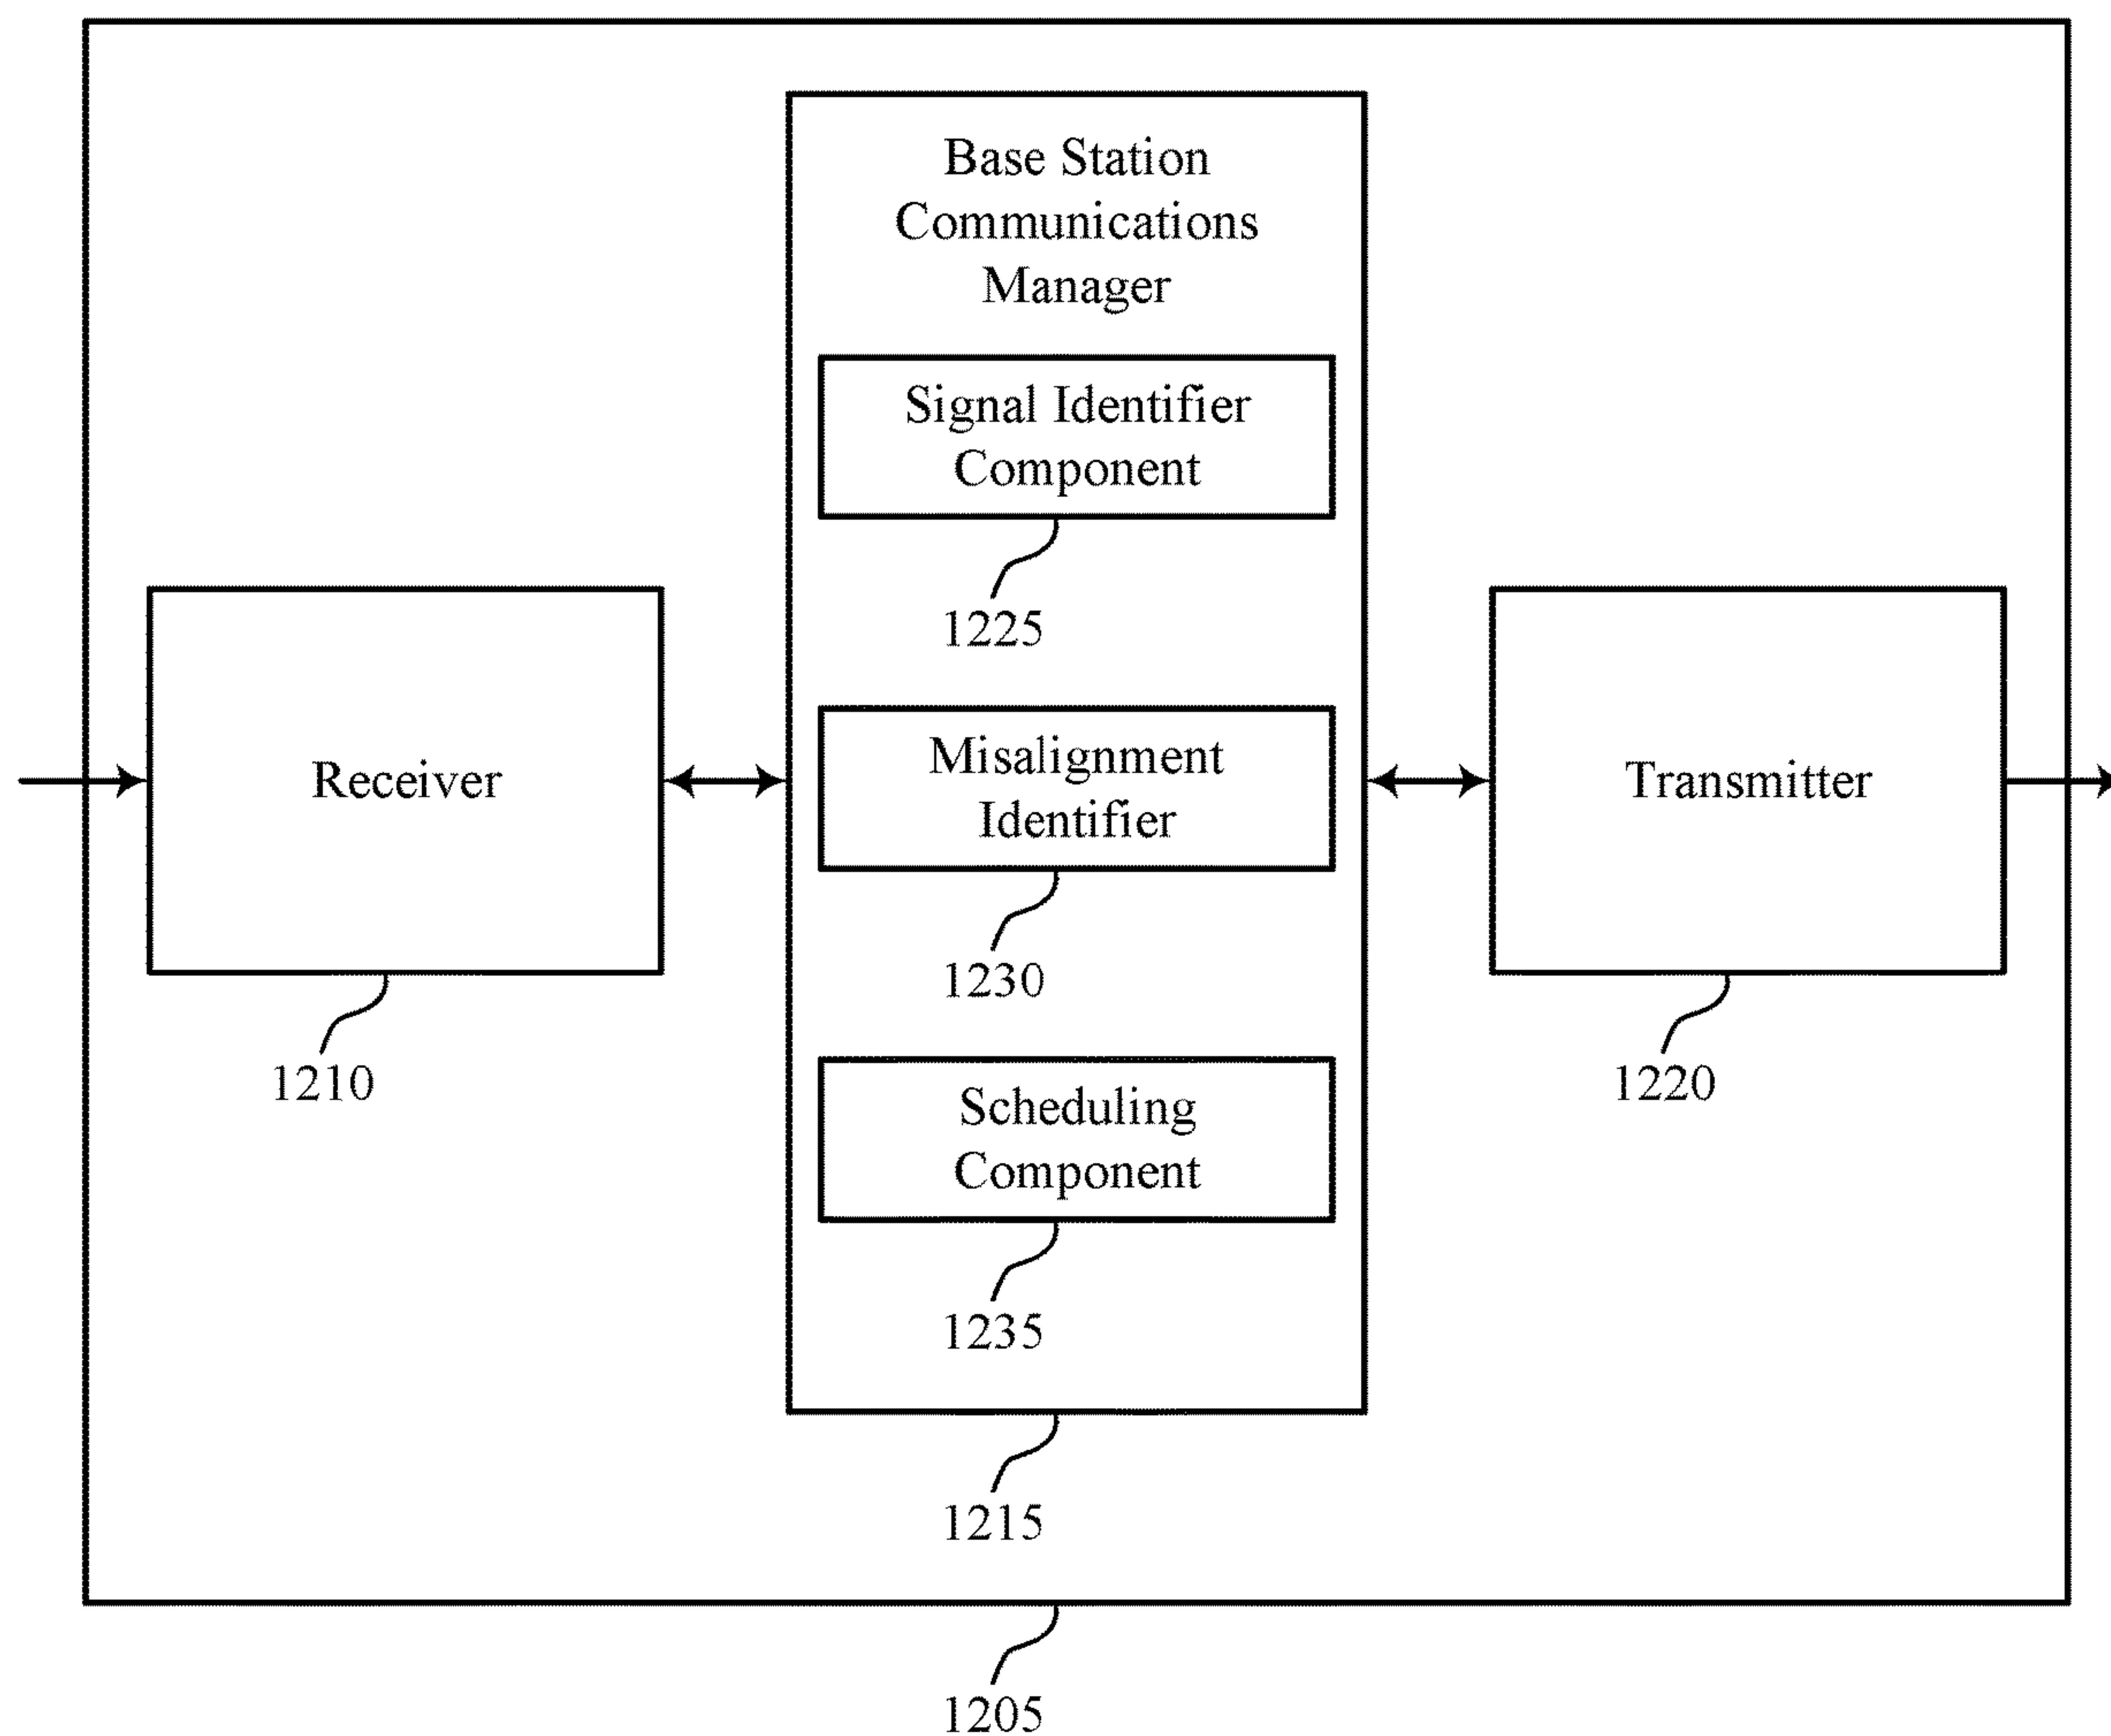 Base Station
Communications
Manager
Signal Identifier
Component
1225
Receiver
1210
Misalignment
Identifier
1230
Transmitter
1220
Scheduling
Component
1235
1215
1205